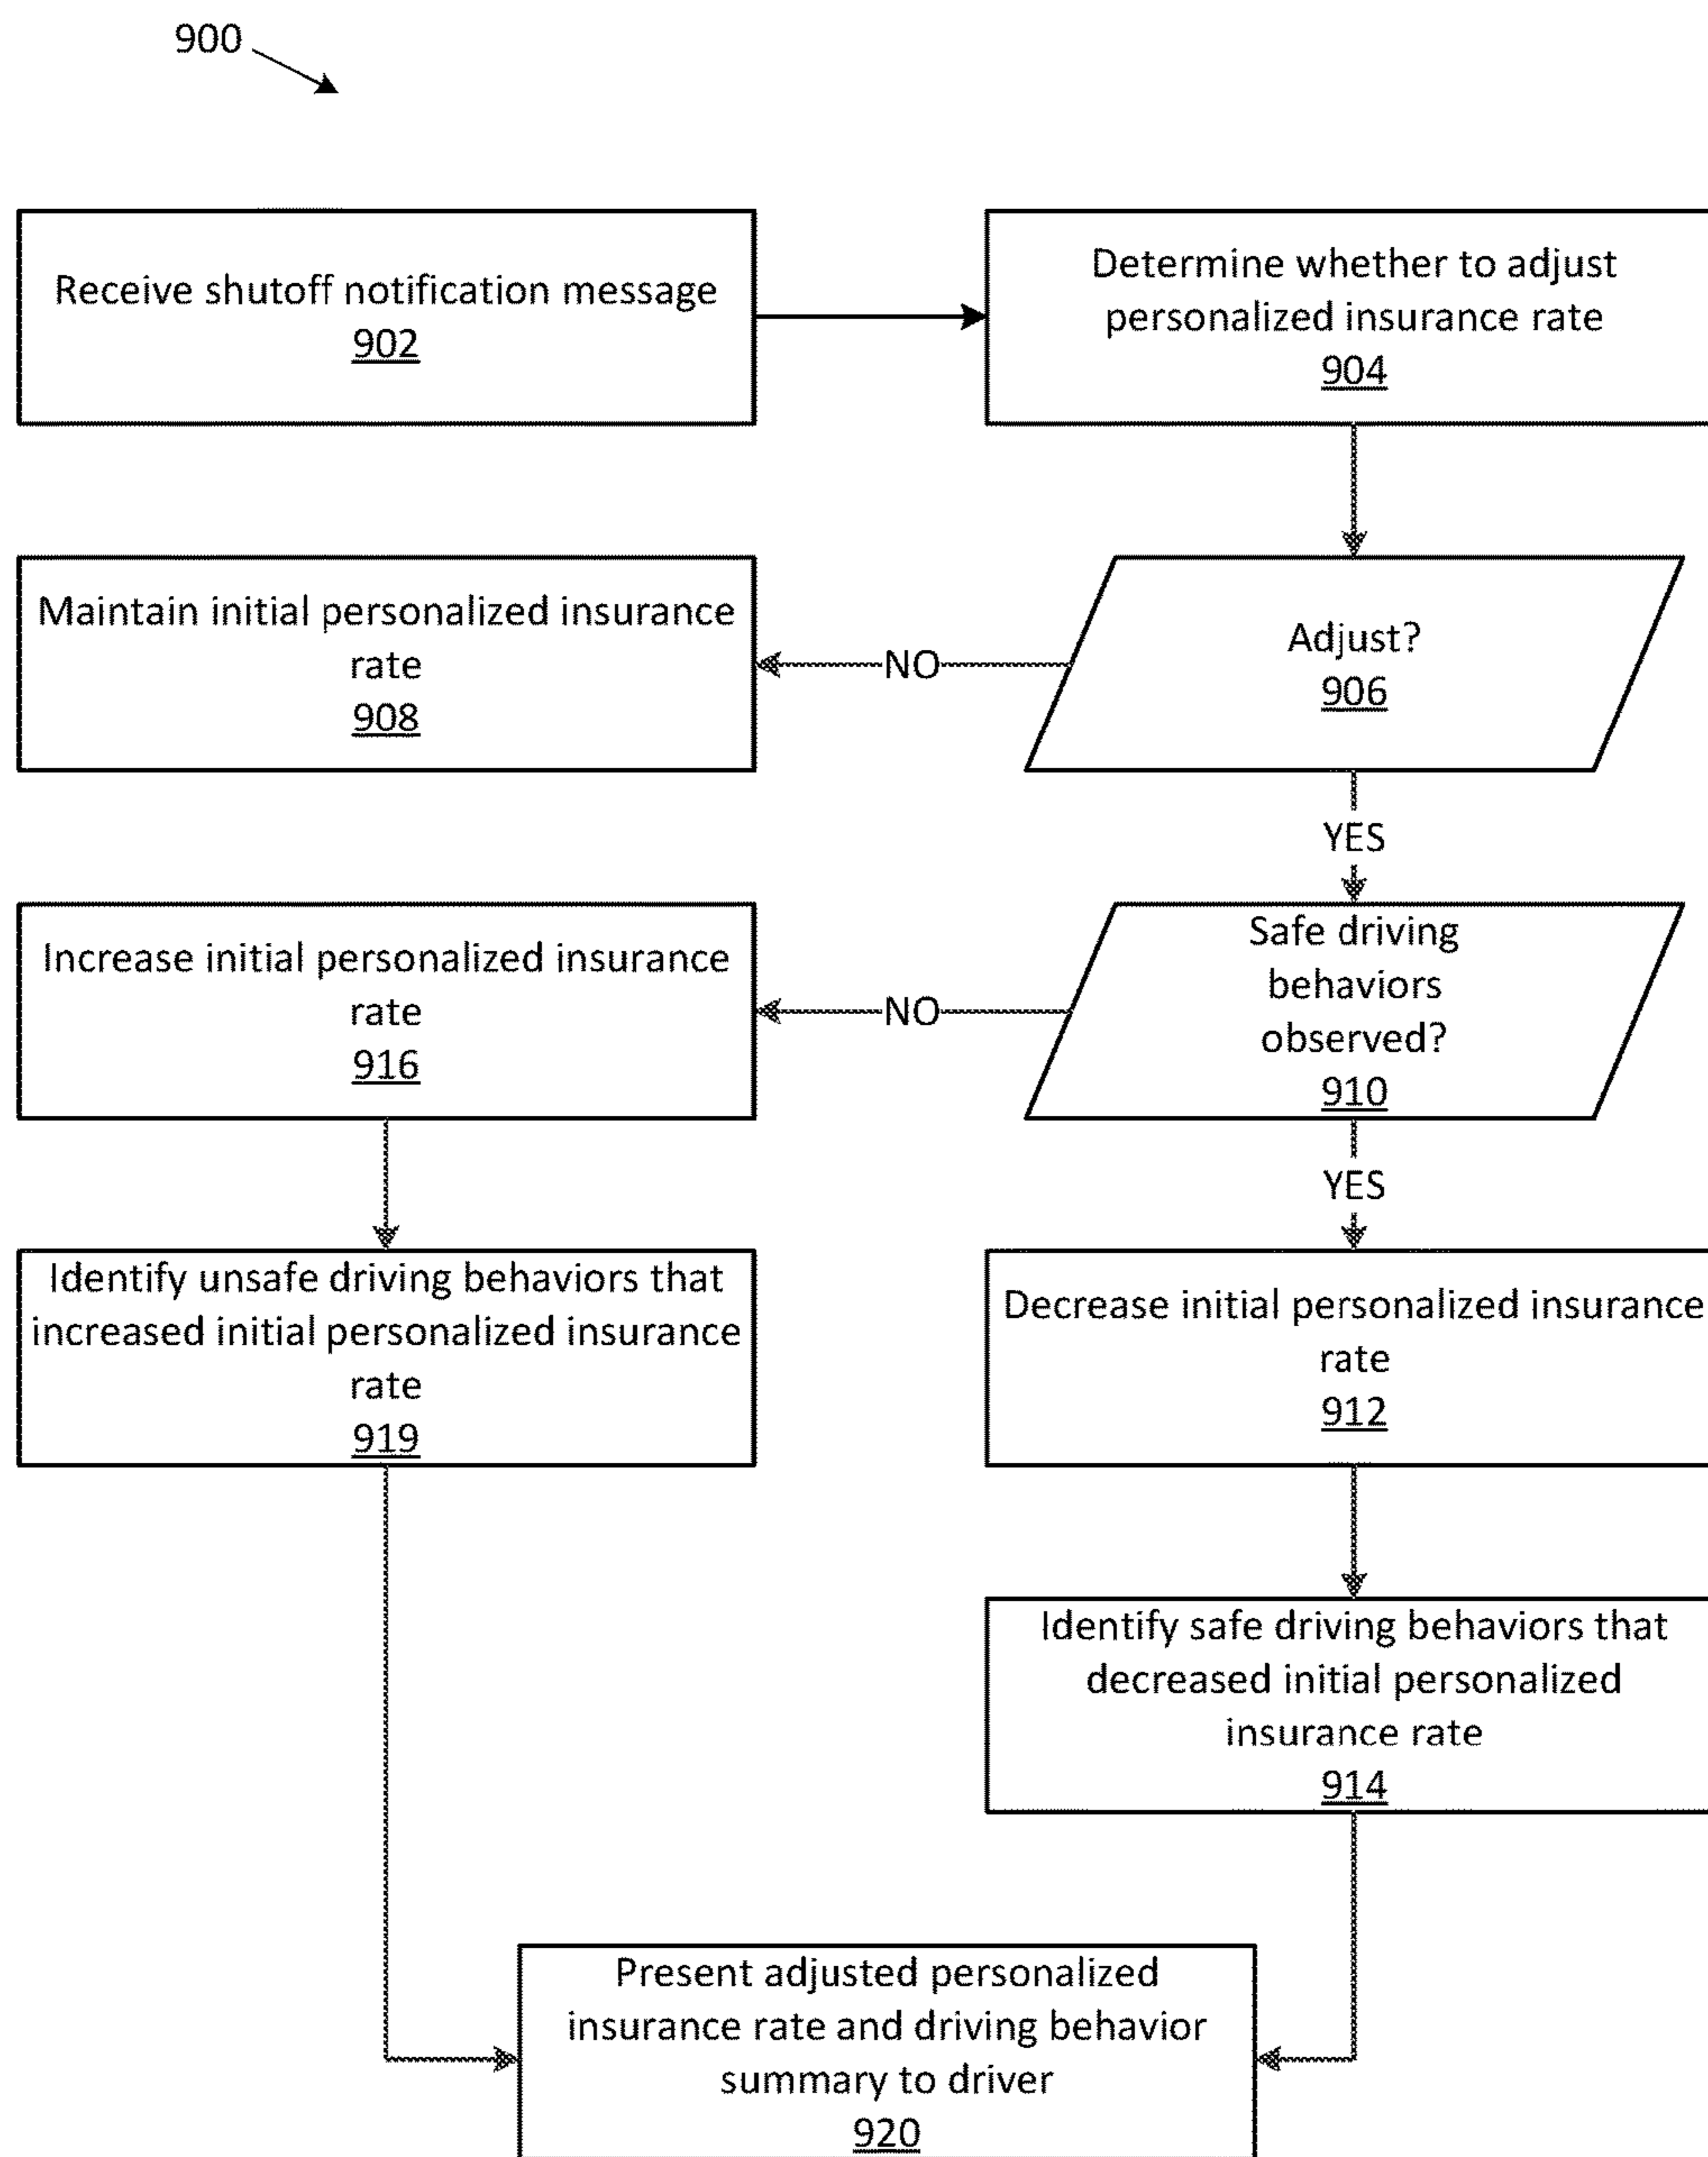 900
Receive shutoff notification message
902
Determine whether to adjust
personalized insurance rate
904
Maintain initial personalized insurance
rate
908
NO
Adjust?
906
YES
Increase initial personalized insurance
rate
916
NO
Safe driving
behaviors
observed?
910
YES
Identify unsafe driving behaviors that
increased initial personalized insurance
rate
919
Decrease initial personalized insurance
rate
912
Identify safe driving behaviors that
decreased initial personalized
insurance rate
914
Present adjusted personalized
insurance rate and driving behavior
summary to driver
920